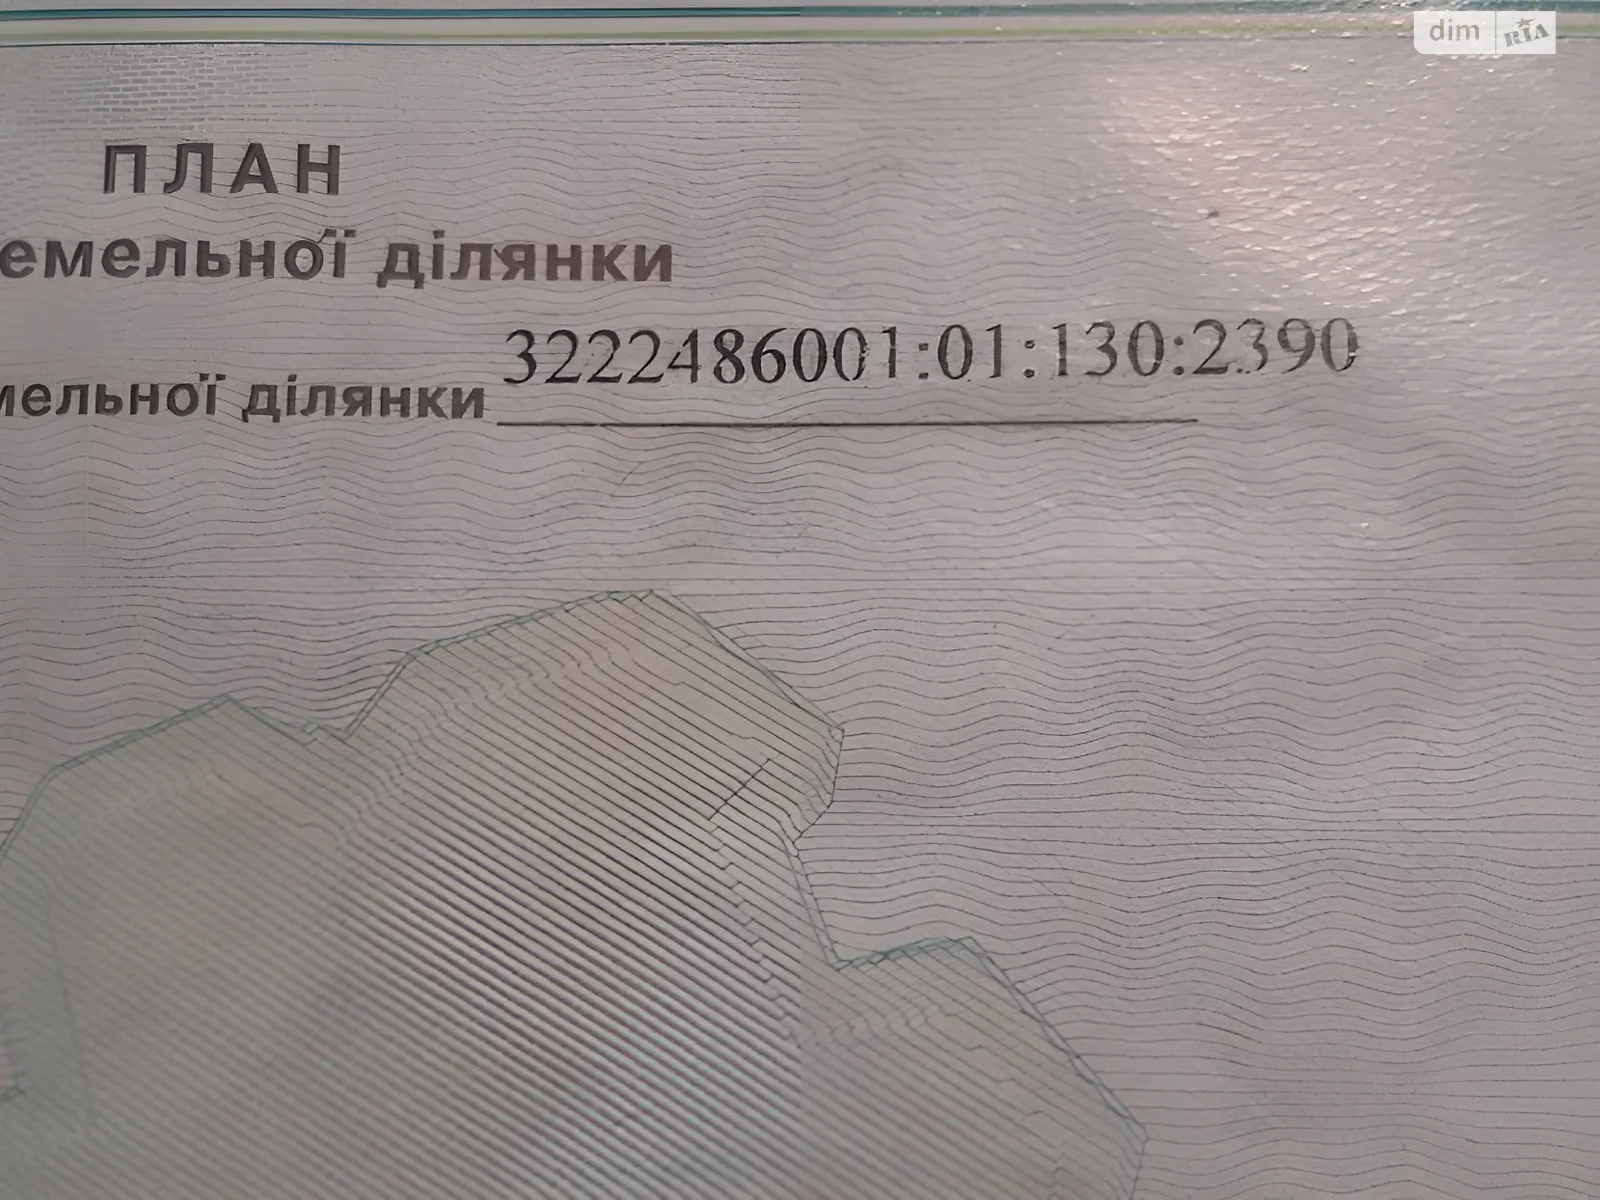 dim RIA
ПЛАН
емельної ділянки
3222486001:01:130:2390
мельної ділянки